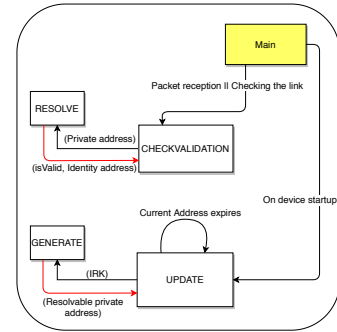 Main
Packet reception II Checking the link
RESOLVE
(Private address)
CHECKVALIDATION
(isValid, Identity address)
On device startup
Current Address expires
GENERATE
(IRK)
UPDATE
(Resolvable private
address)